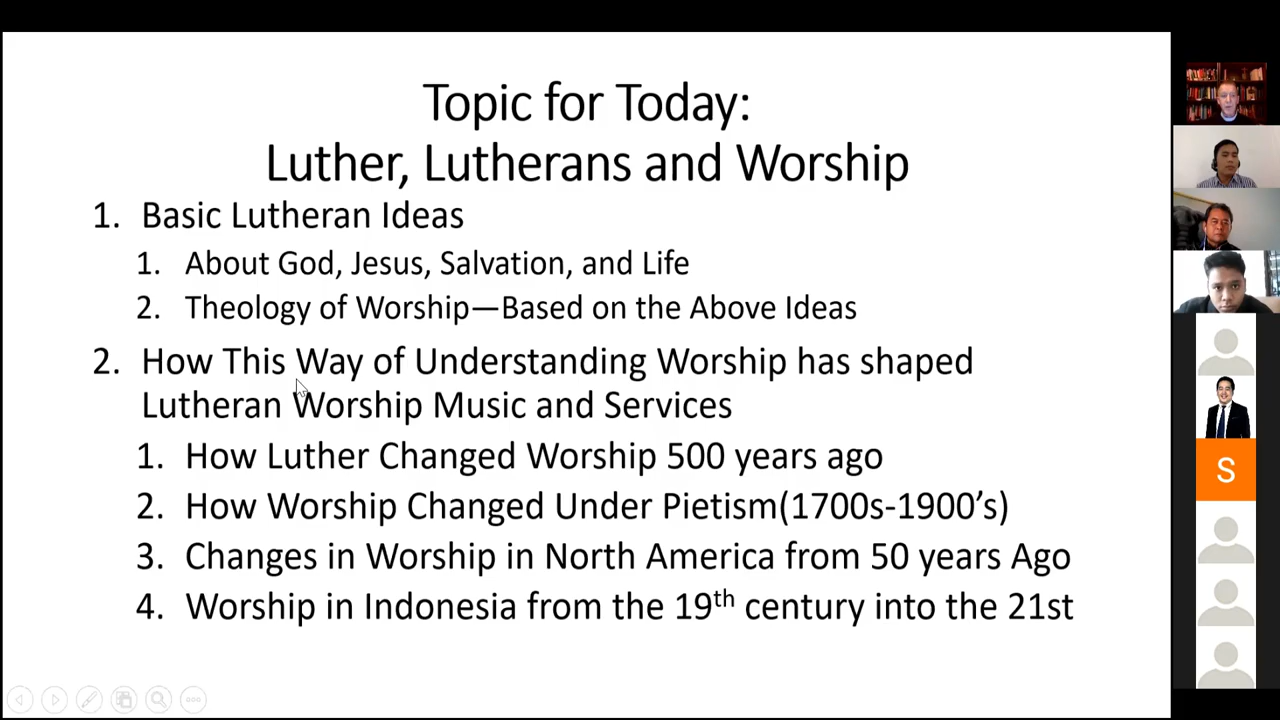 Topic for Today:
Luther, Lutherans and Worship
1. Basic Lutheran Ideas
1. About God, Jesus, Salvation, and Life
2. Theology of Worship—Based on the Above Ideas
2. How This Way of Understanding Worship has shaped
Lutheran Worship Music and Services
1. How Luther Changed Worship 500 years ago
2. How Worship Changed Under Pietism(1700s-1900’s)
3. Changes in Worship in North America from 50 years Ago
4. Worship in Indonesia from the 19th century into the 21st
S